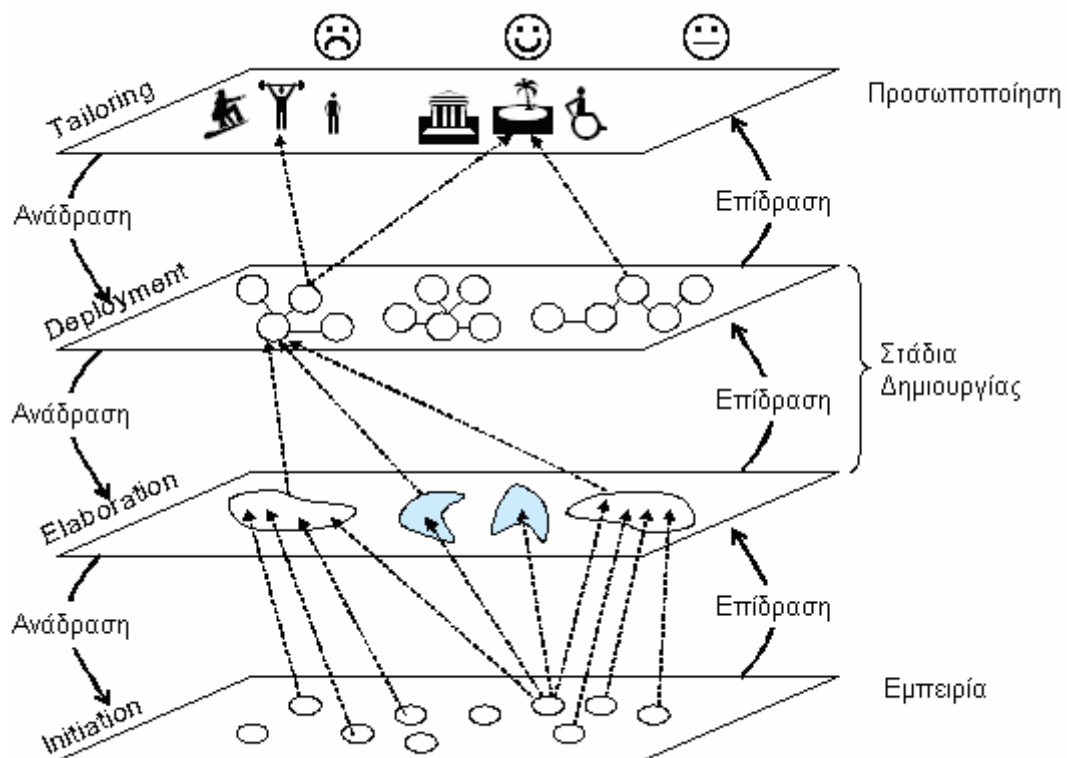 Tailoring
Προσωποποίηση
Ανάδραση
Επίδραση
Deployment
Στάδια
Δημιουργίας
Ανάδραση
Επίδραση
Elaboration
Ανάδραση
Επίδραση
Initiation
Εμπειρία